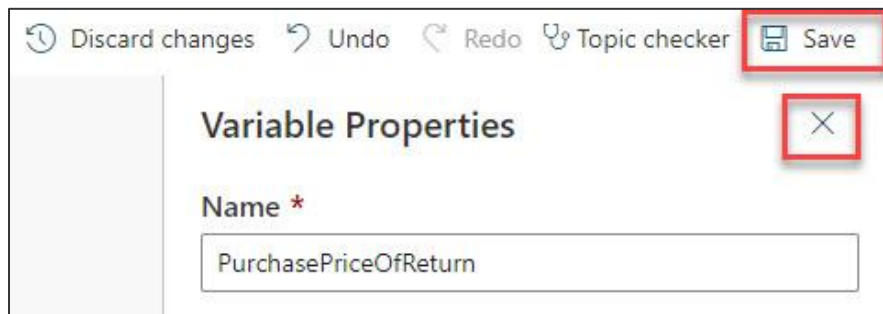 Discard changes Undo Redo Topic checker Save
Variable Properties
Name *
PurchasePriceOfReturn